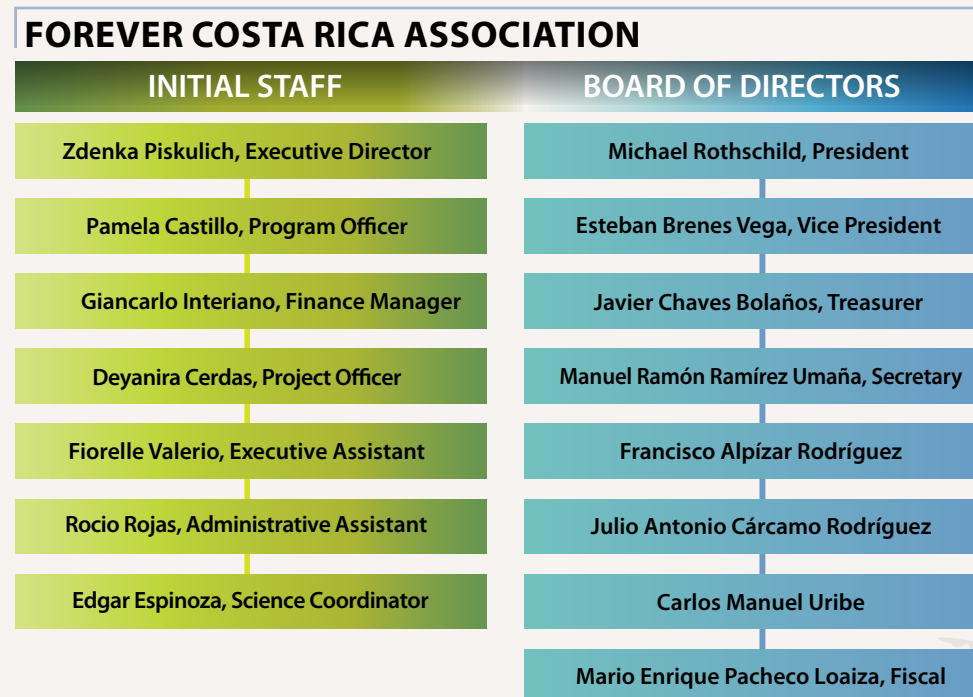 FOREVER COSTA RICA ASSOCIATION
INITIAL STAFF
Zdenka Piskulich, Executive Director
Pamela Castillo, Program Officer
Giancarlo Interiano, Finance Manager
Deyanira Cerdas, Project Officer
Fiorelle Valerio, Executive Assistant
Rocio Rojas, Administrative Assistant
Edgar Espinoza, Science Coordinator
BOARD OF DIRECTORS
Michael Rothschild, President
Esteban Brenes Vega, Vice President
Javier Chaves Bolaños, Treasurer
Manuel Ramón Ramírez Umaña, Secretary
Francisco Alpízar Rodríguez
Julio Antonio Cárcamo Rodríguez
Carlos Manuel Uribe
Mario Enrique Pacheco Loaiza, Fiscal